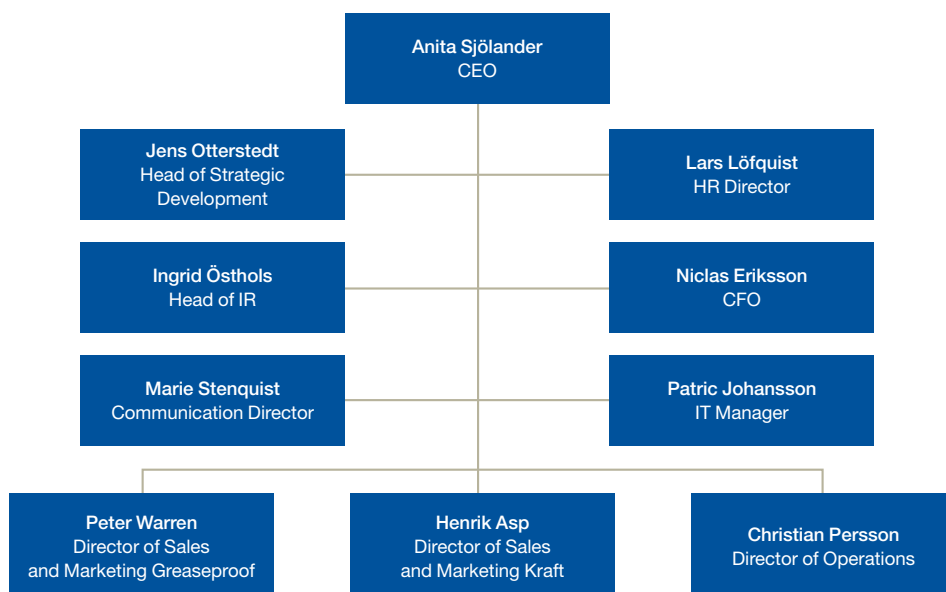 Anita Sjölander
CEO
Jens Otterstedt
Head of Strategic
Development
Lars Löfquist
HR Director
Ingrid Östhols
Head of IR
Niclas Eriksson
CFO
Marie Stenquist
Communication Director
Patric Johansson
IT Manager
Peter Warren
Director of Sales
and Marketing Greaseproof
Henrik Asp
Director of Sales
and Marketing Kraft
Christian Persson
Director of Operations